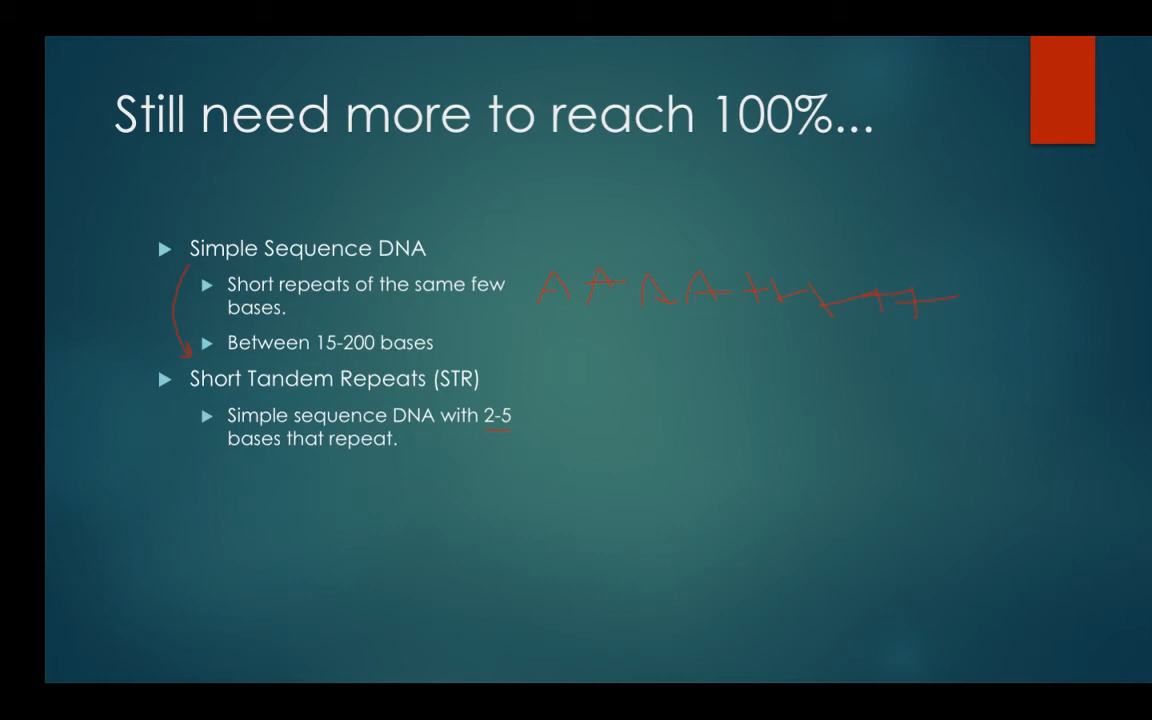 Still need more to reach 100%...
Simple Sequence DNA
Short repeats of the same few
bases.
A A A A
Between 15-200 bases
Short Tandem Repeats (STR)
Simple sequence DNA with 2-5
bases that repeat.